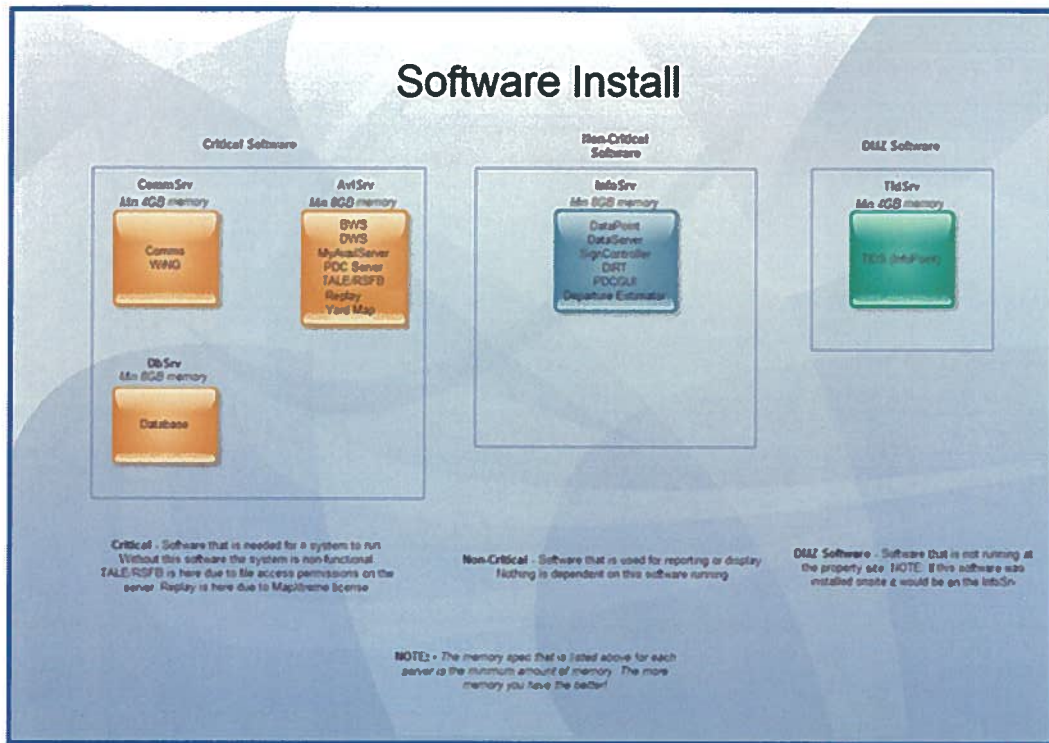 Software Install
Critical Software
Non-Critical
Software
DMZ Software
CommSrv
Min 4GB memory
Comms
WING
AvlSrv
Min 8GB memory
BWS
DWS
MyAvailServer
PDC Server
TALE/RSFB
Replay
Yard Map
InfoSrv
Min 8GB memory
DataPoint
DataServer
SignController
DIRT
PDCGUI
Departure Estimator
TidSrv
Min 4GB memory
TIDS (InfoPoint)
DbSrv
Min 8GB memory
Database
Critical - Software that is needed for a system to run
Without this software the system is non-functional
TALE/RSFB is here due to file access permissions on the
server. Replay is here due to MapXtreme license
Non-Critical - Software that is used for reporting or display
Nothing is dependent on this software running
DMZ Software - Software that is not running at
the property site. NOTE: If this software was
installed onsite it would be on the InfoSrv
NOTE: - The memory spec that is listed above for each
server is the minimum amount of memory. The more
memory you have the better!